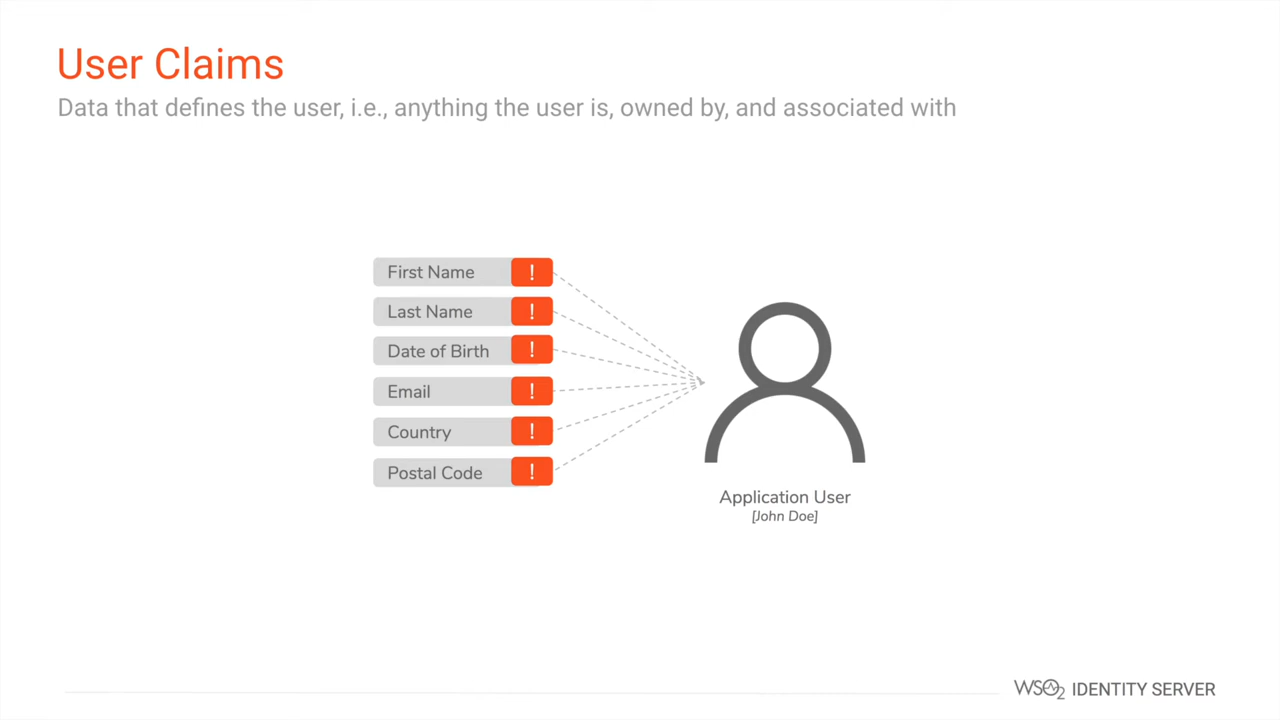 User Claims
Data that defines the user, i.e., anything the user is, owned by, and associated with
First Name !
Last Name !
Date of Birth !
Email !
Country !
Postal Code !
Application User
[John Doe]
WSO2 IDENTITY SERVER